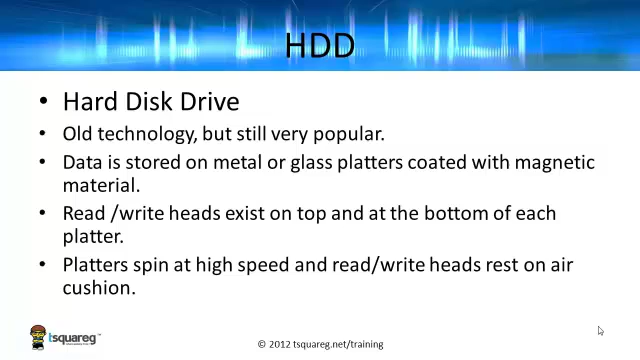 HDD
• Hard Disk Drive
• Old technology, but still very popular.
• Data is stored on metal or glass platters coated with magnetic
material.
• Read /write heads exist on top and at the bottom of each
platter.
• Platters spin at high speed and read/write heads rest on air
cushion.
tsquareg™
© 2012 tsquareg.net/training